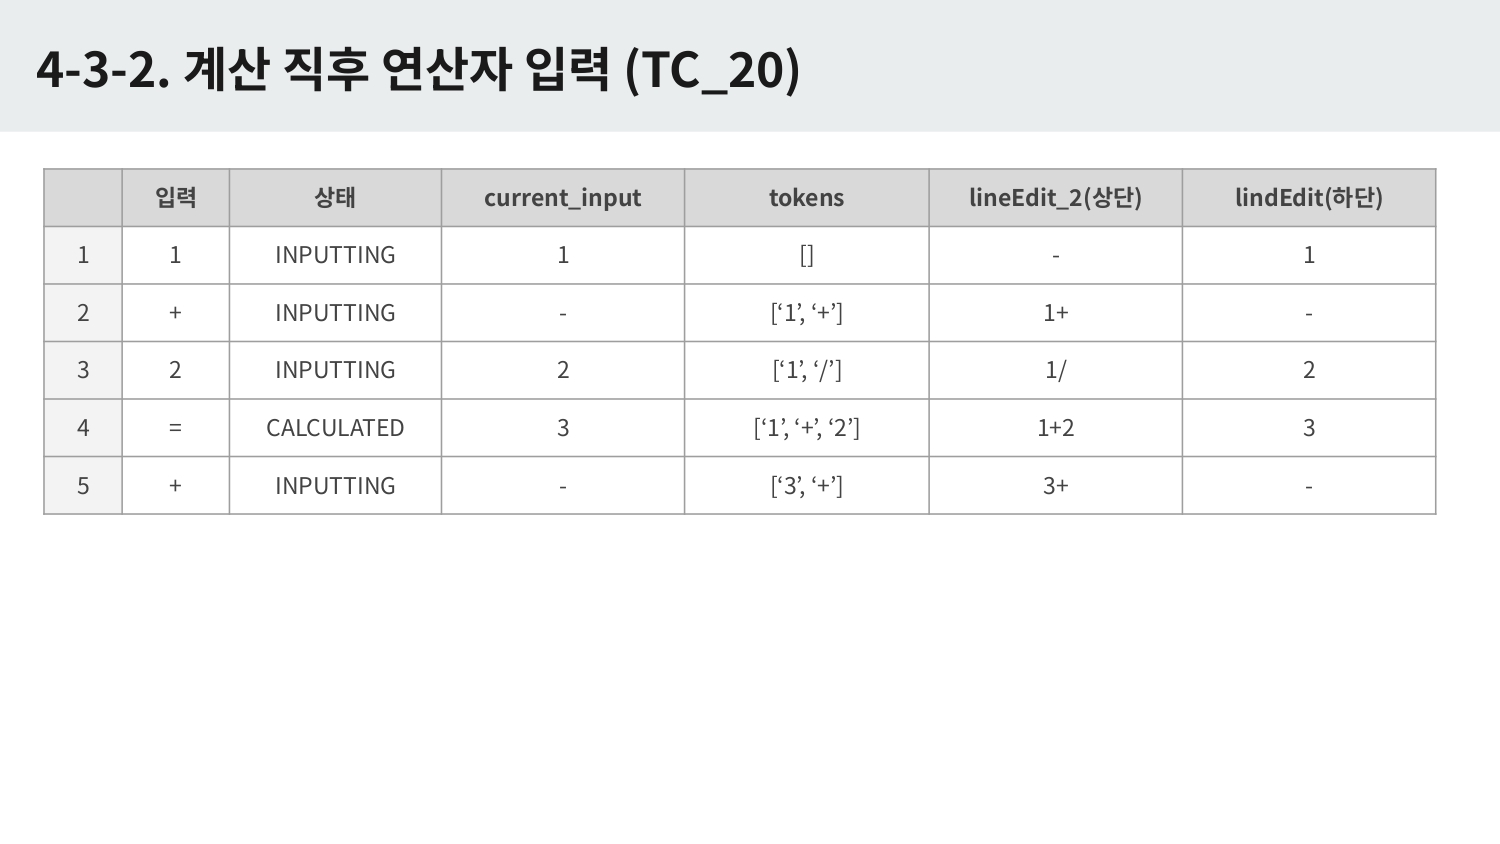 4-3-2. 계산 직후 연산자 입력 (TC_20)
입력 상태 current_input tokens lineEdit_2(상단) lindEdit(하단)
1 1 INPUTTING 1 [] - 1
2 + INPUTTING - [‘1’, ‘+’] 1+ -
3 2 INPUTTING 2 [‘1’, ‘/’] 1/ 2
4 = CALCULATED 3 [‘1’, ‘+’, ‘2’] 1+2 3
5 + INPUTTING - [‘3’, ‘+’] 3+ -